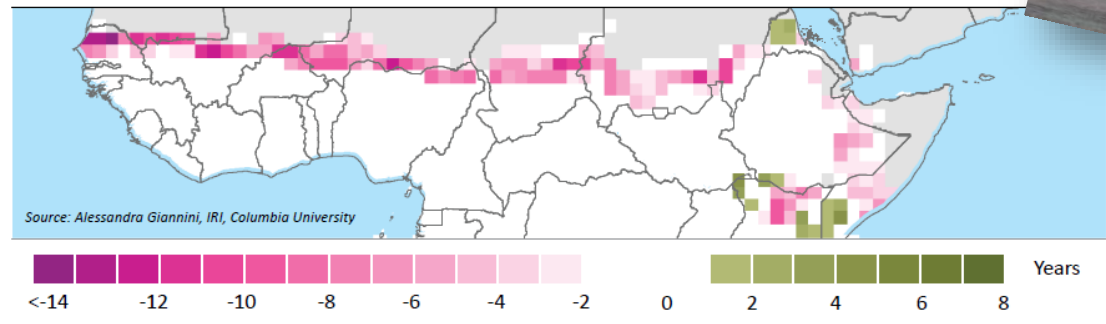 Source: Alessandra Giannini, IRI, Columbia University
<-14 -12 -10 -8 -6 -4 -2 0 2 4 6 8 Years